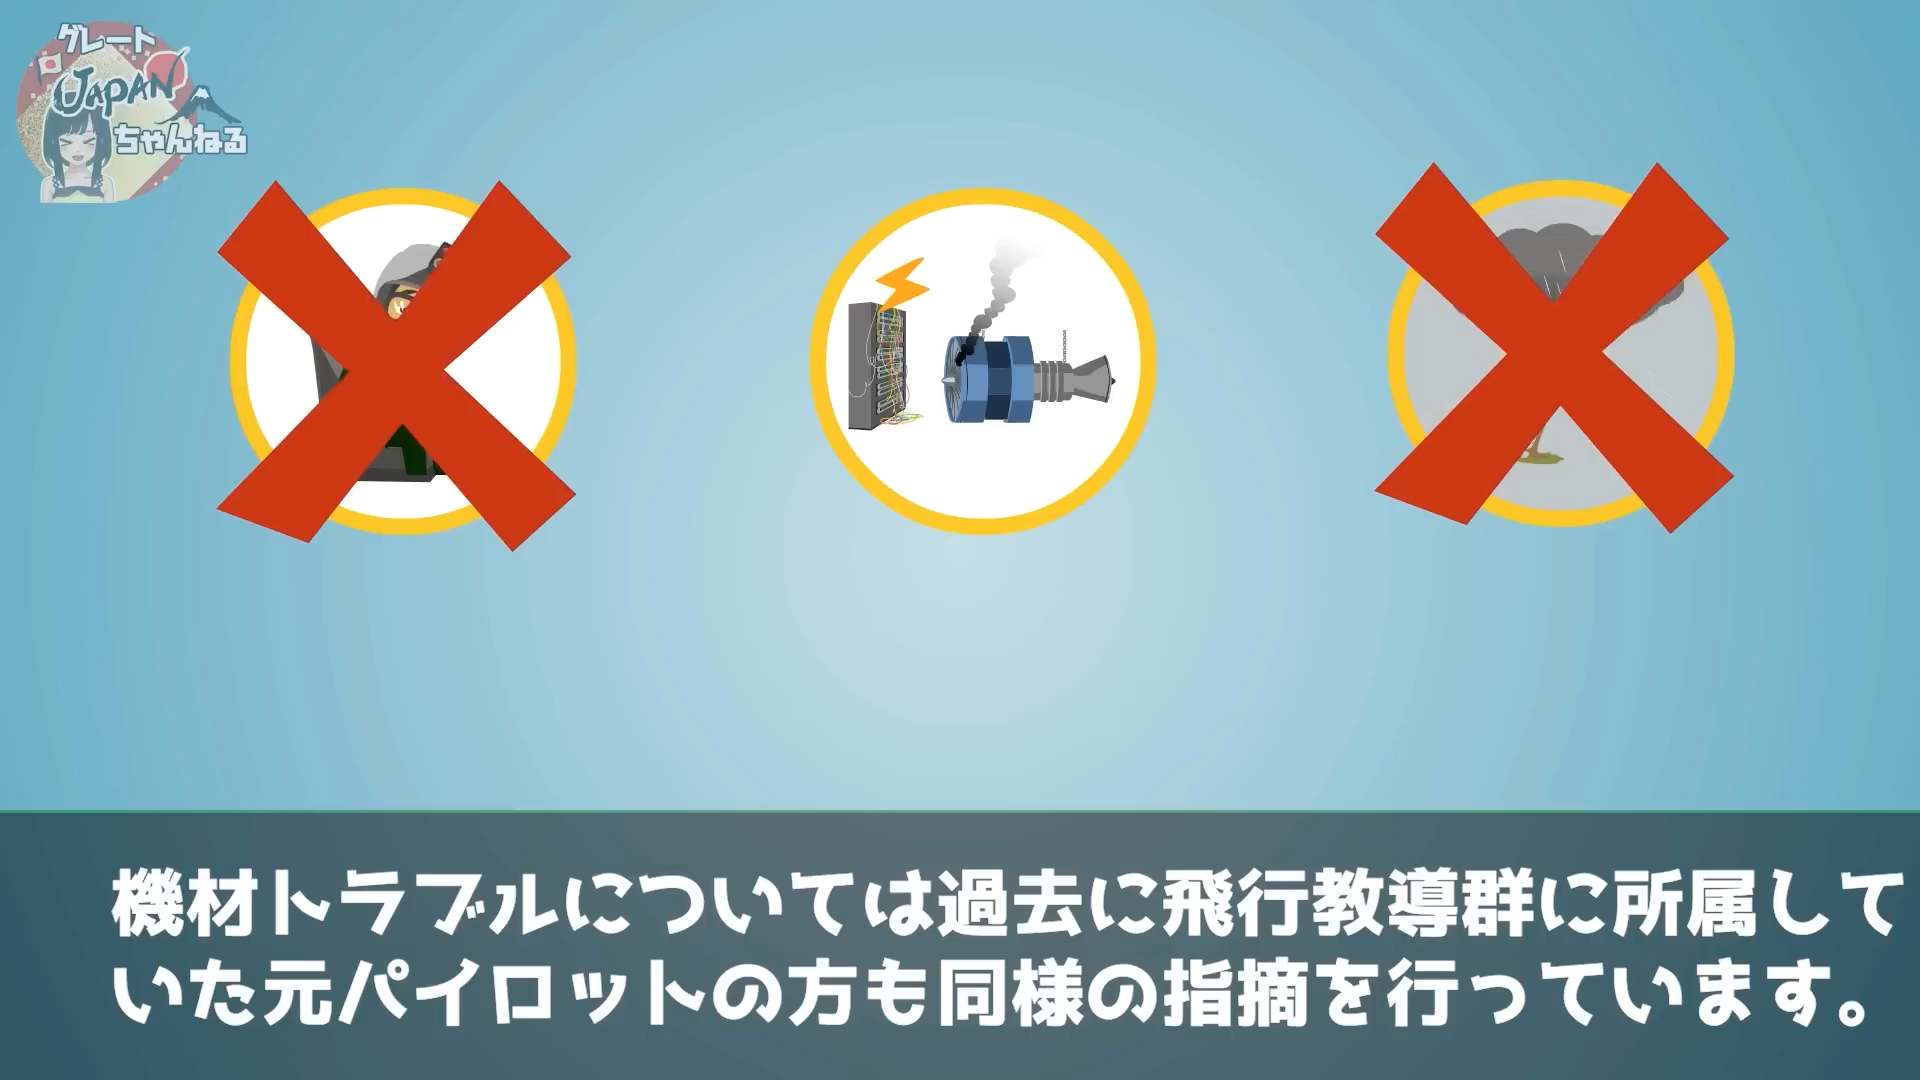 グレート
JAPAN
ちゃんねる
機材トラブルについては過去に飛行教導群に所属して
いた元パイロットの方も同様の指摘を行っています。